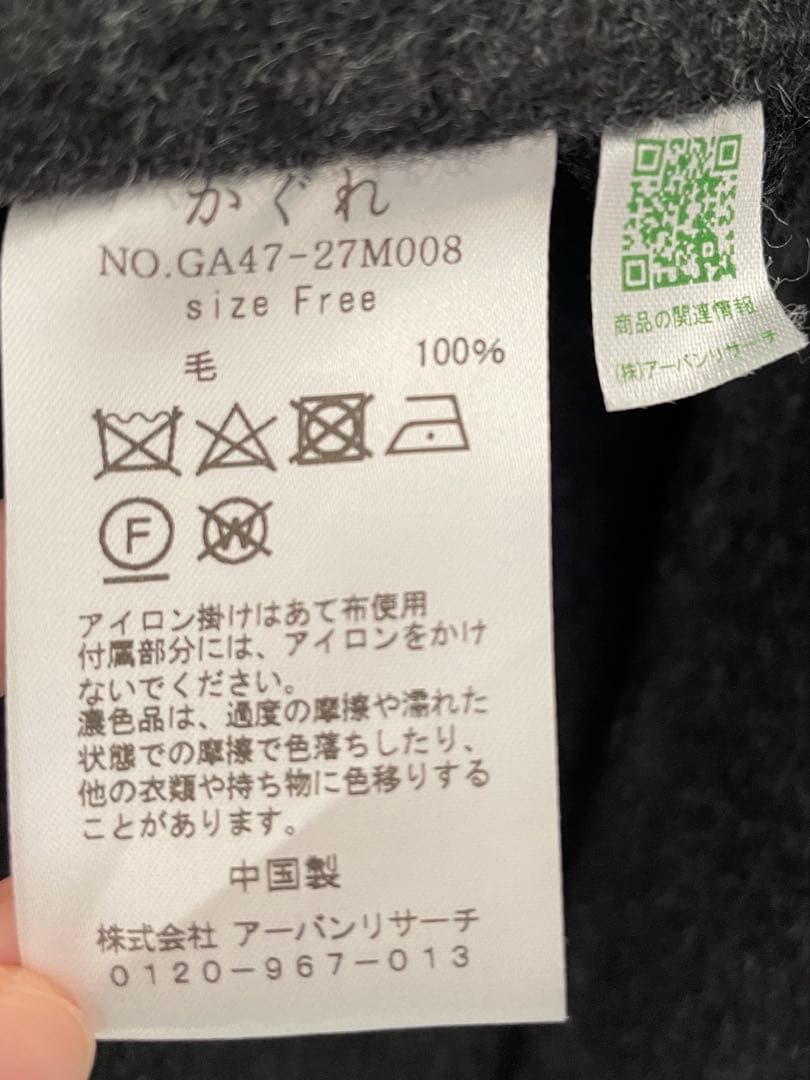 かぐれ
NO.GA47-27M008
size Free
毛 100%
F W
アイロン掛けはあて布使用
付属部分には、アイロンをかけ
ないでください。
濃色品は、過度の摩擦や濡れた
状態での摩擦で色落ちしたり、
他の衣類や持ち物に色移りする
ことがあります。
中国製
株式会社 アーバンリサーチ
0120-967-013
商品の関連情報
(株)アーバンリサーチ